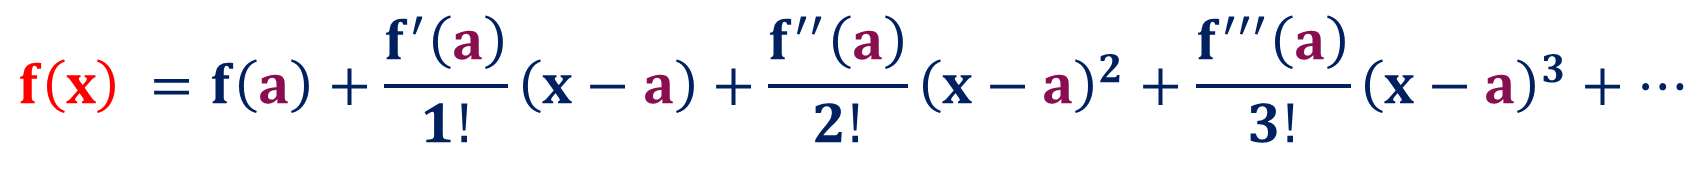 f(x) = f(a) + f′(a)/1! (x − a) + f′′(a)/2! (x − a)² + f′′′(a)/3! (x − a)³ + ⋯